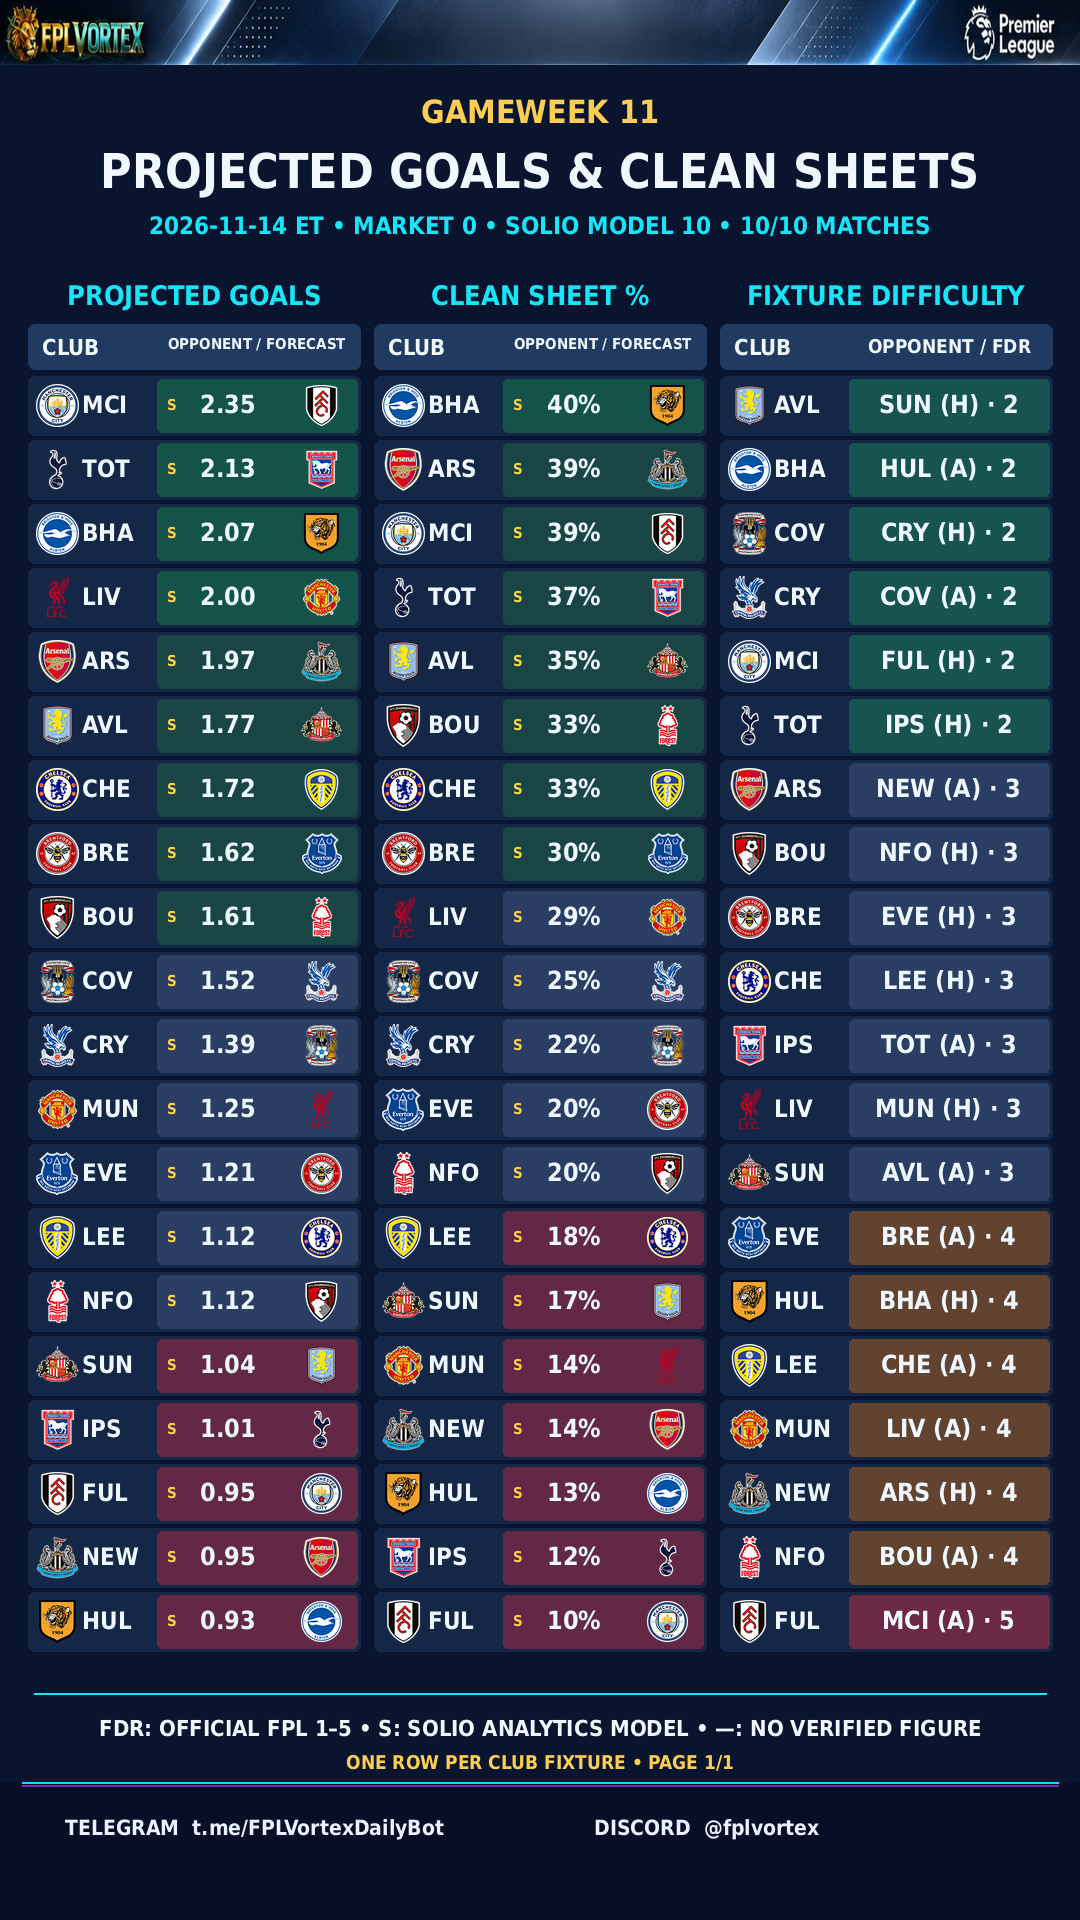 FPLVORTEX
Premier League
GAMEWEEK 11
PROJECTED GOALS & CLEAN SHEETS
2026-11-14 ET • MARKET 0 • SOLIO MODEL 10 • 10/10 MATCHES
PROJECTED GOALS
CLUB OPPONENT / FORECAST
MCI S 2.35
TOT S 2.13
BHA S 2.07
LIV S 2.00
ARS S 1.97
AVL S 1.77
CHE S 1.72
BRE S 1.62
BOU S 1.61
COV S 1.52
CRY S 1.39
MUN S 1.25
EVE S 1.21
LEE S 1.12
NFO S 1.12
SUN S 1.04
IPS S 1.01
FUL S 0.95
NEW S 0.95
HUL S 0.93
CLEAN SHEET %
CLUB OPPONENT / FORECAST
BHA S 40%
ARS S 39%
MCI S 39%
TOT S 37%
AVL S 35%
BOU S 33%
CHE S 33%
BRE S 30%
LIV S 29%
COV S 25%
CRY S 22%
EVE S 20%
NFO S 20%
LEE S 18%
SUN S 17%
MUN S 14%
NEW S 14%
HUL S 13%
IPS S 12%
FUL S 10%
FIXTURE DIFFICULTY
CLUB OPPONENT / FDR
AVL SUN (H) · 2
BHA HUL (A) · 2
COV CRY (H) · 2
CRY COV (A) · 2
MCI FUL (H) · 2
TOT IPS (H) · 2
ARS NEW (A) · 3
BOU NFO (H) · 3
BRE EVE (H) · 3
CHE LEE (H) · 3
IPS TOT (A) · 3
LIV MUN (H) · 3
SUN AVL (A) · 3
EVE BRE (A) · 4
HUL BHA (H) · 4
LEE CHE (A) · 4
MUN LIV (A) · 4
NEW ARS (H) · 4
NFO BOU (A) · 4
FUL MCI (A) · 5
FDR: OFFICIAL FPL 1–5 • S: SOLIO ANALYTICS MODEL • —: NO VERIFIED FIGURE
ONE ROW PER CLUB FIXTURE • PAGE 1/1
TELEGRAM t.me/FPLVortexDailyBot
DISCORD @fplvortex